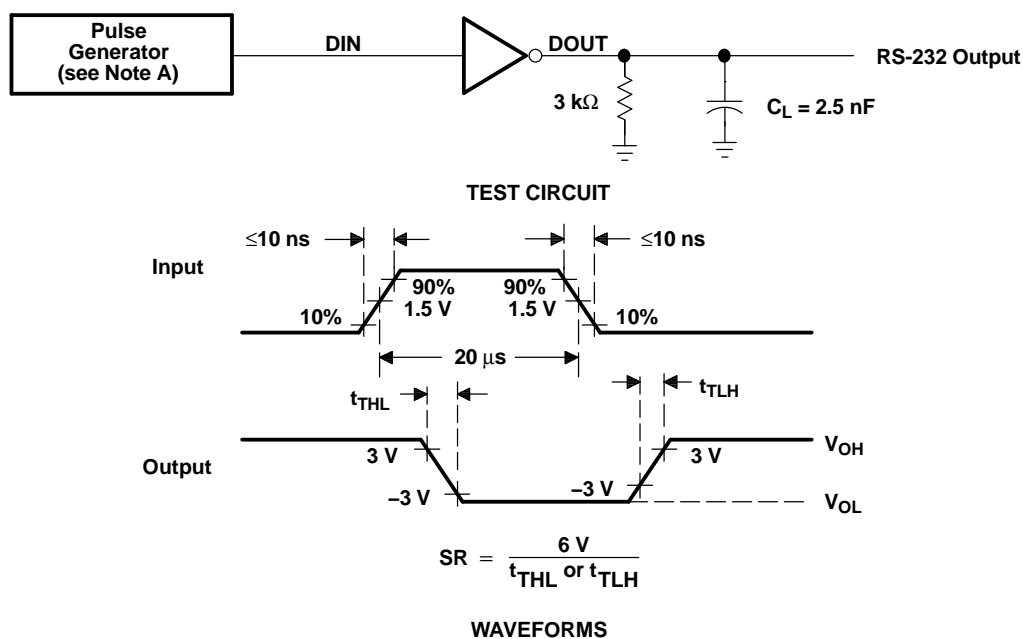 Pulse
Generator
(see Note A)
DIN
DOUT
RS-232 Output
3 kΩ
C_L = 2.5 nF
TEST CIRCUIT
≤10 ns
≤10 ns
Input
90%
90%
1.5 V
1.5 V
10%
10%
20 μs
t_THL
t_TLH
Output
3 V
3 V
V_OH
−3 V
−3 V
V_OL
SR = 6 V / t_THL or t_TLH
WAVEFORMS